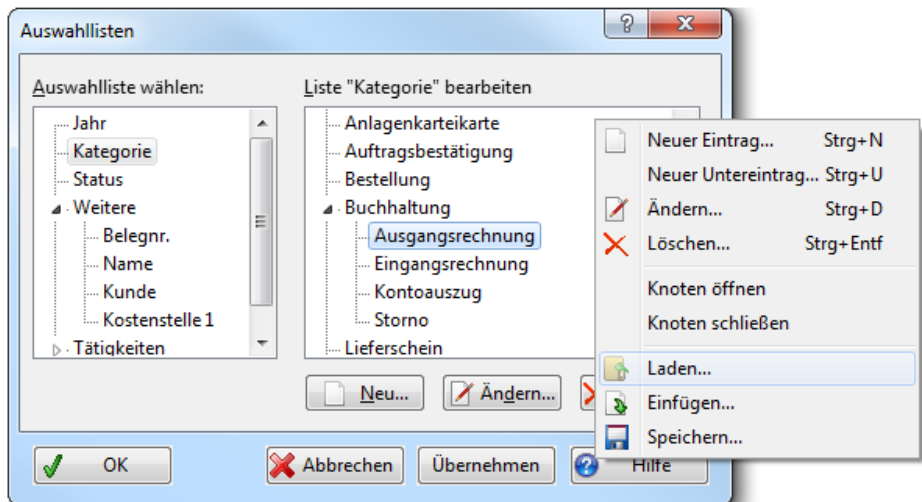 Auswahllisten
Auswahlliste wählen:
Jahr
Kategorie
Status
Weitere
Belegnr.
Name
Kunde
Kostenstelle 1
Tätigkeiten
Liste "Kategorie" bearbeiten
Anlagenkarteikarte
Auftragsbestätigung
Bestellung
Buchhaltung
Ausgangsrechnung
Eingangsrechnung
Kontoauszug
Storno
Lieferschein
Neu...
Ändern...
Neuer Eintrag... Strg+N
Neuer Untereintrag... Strg+U
Ändern... Strg+D
Löschen... Strg+Entf
Knoten öffnen
Knoten schließen
Laden...
Einfügen...
Speichern...
OK
Abbrechen
Übernehmen
Hilfe